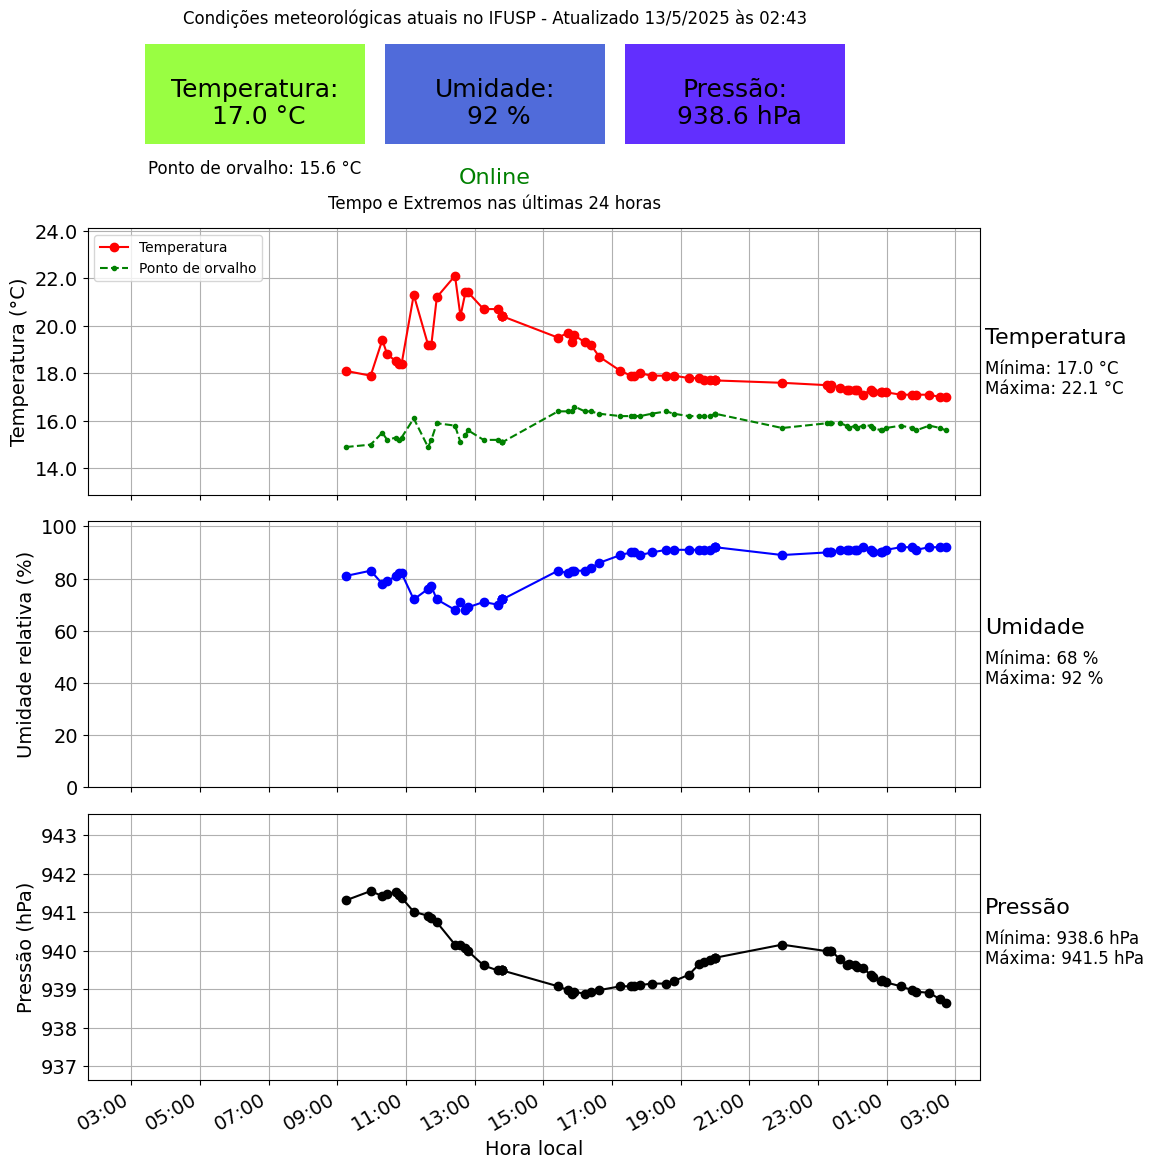 Condições meteorológicas atuais no IFUSP - Atualizado 13/5/2025 às 02:43
Temperatura:
17.0 °C
Umidade:
92 %
Pressão:
938.6 hPa
Ponto de orvalho: 15.6 °C
Online
Tempo e Extremos nas últimas 24 horas
Temperatura (°C)
24.0
22.0
20.0
18.0
16.0
14.0
Temperatura
Ponto de orvalho
Temperatura
Mínima: 17.0 °C
Máxima: 22.1 °C
Umidade relativa (%)
100
80
60
40
20
0
Umidade
Mínima: 68 %
Máxima: 92 %
Pressão (hPa)
943
942
941
940
939
938
937
Pressão
Mínima: 938.6 hPa
Máxima: 941.5 hPa
03:00 05:00 07:00 09:00 11:00 13:00 15:00 17:00 19:00 21:00 23:00 01:00 03:00
Hora local